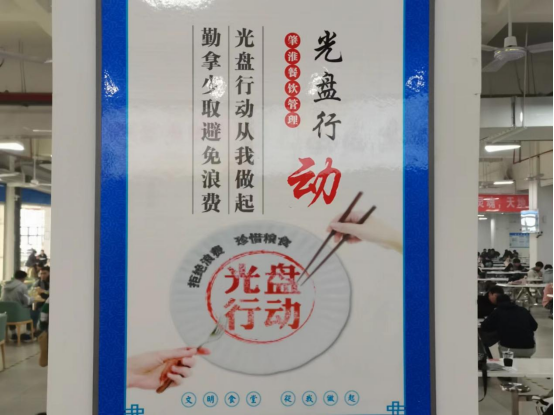 光盘行动
肇淮餐饮管理
光盘行动从我做起
勤拿少取避免浪费
拒绝浪费 珍惜粮食
光盘
行动
文明食堂 从我做起